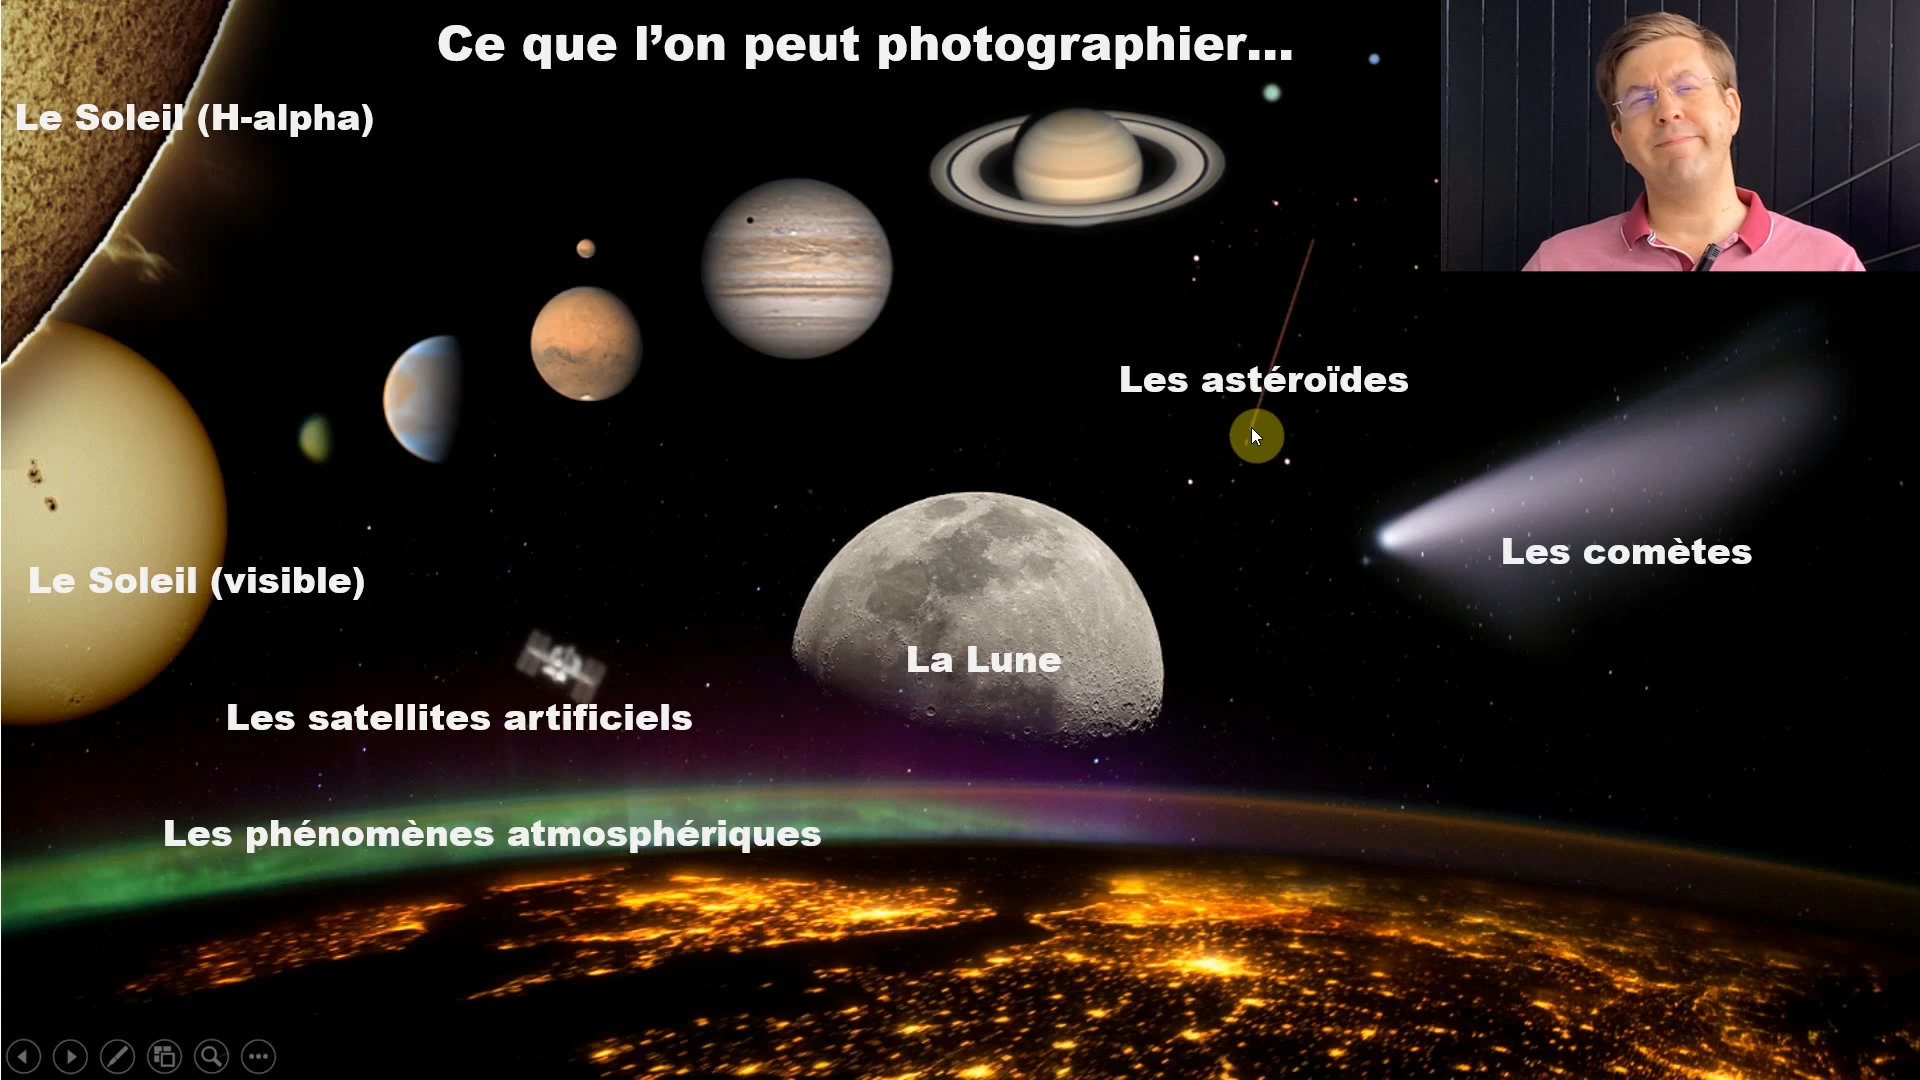 Ce que l’on peut photographier...
Le Soleil (H-alpha)
Les astéroïdes
Les comètes
Le Soleil (visible)
La Lune
Les satellites artificiels
Les phénomènes atmosphériques